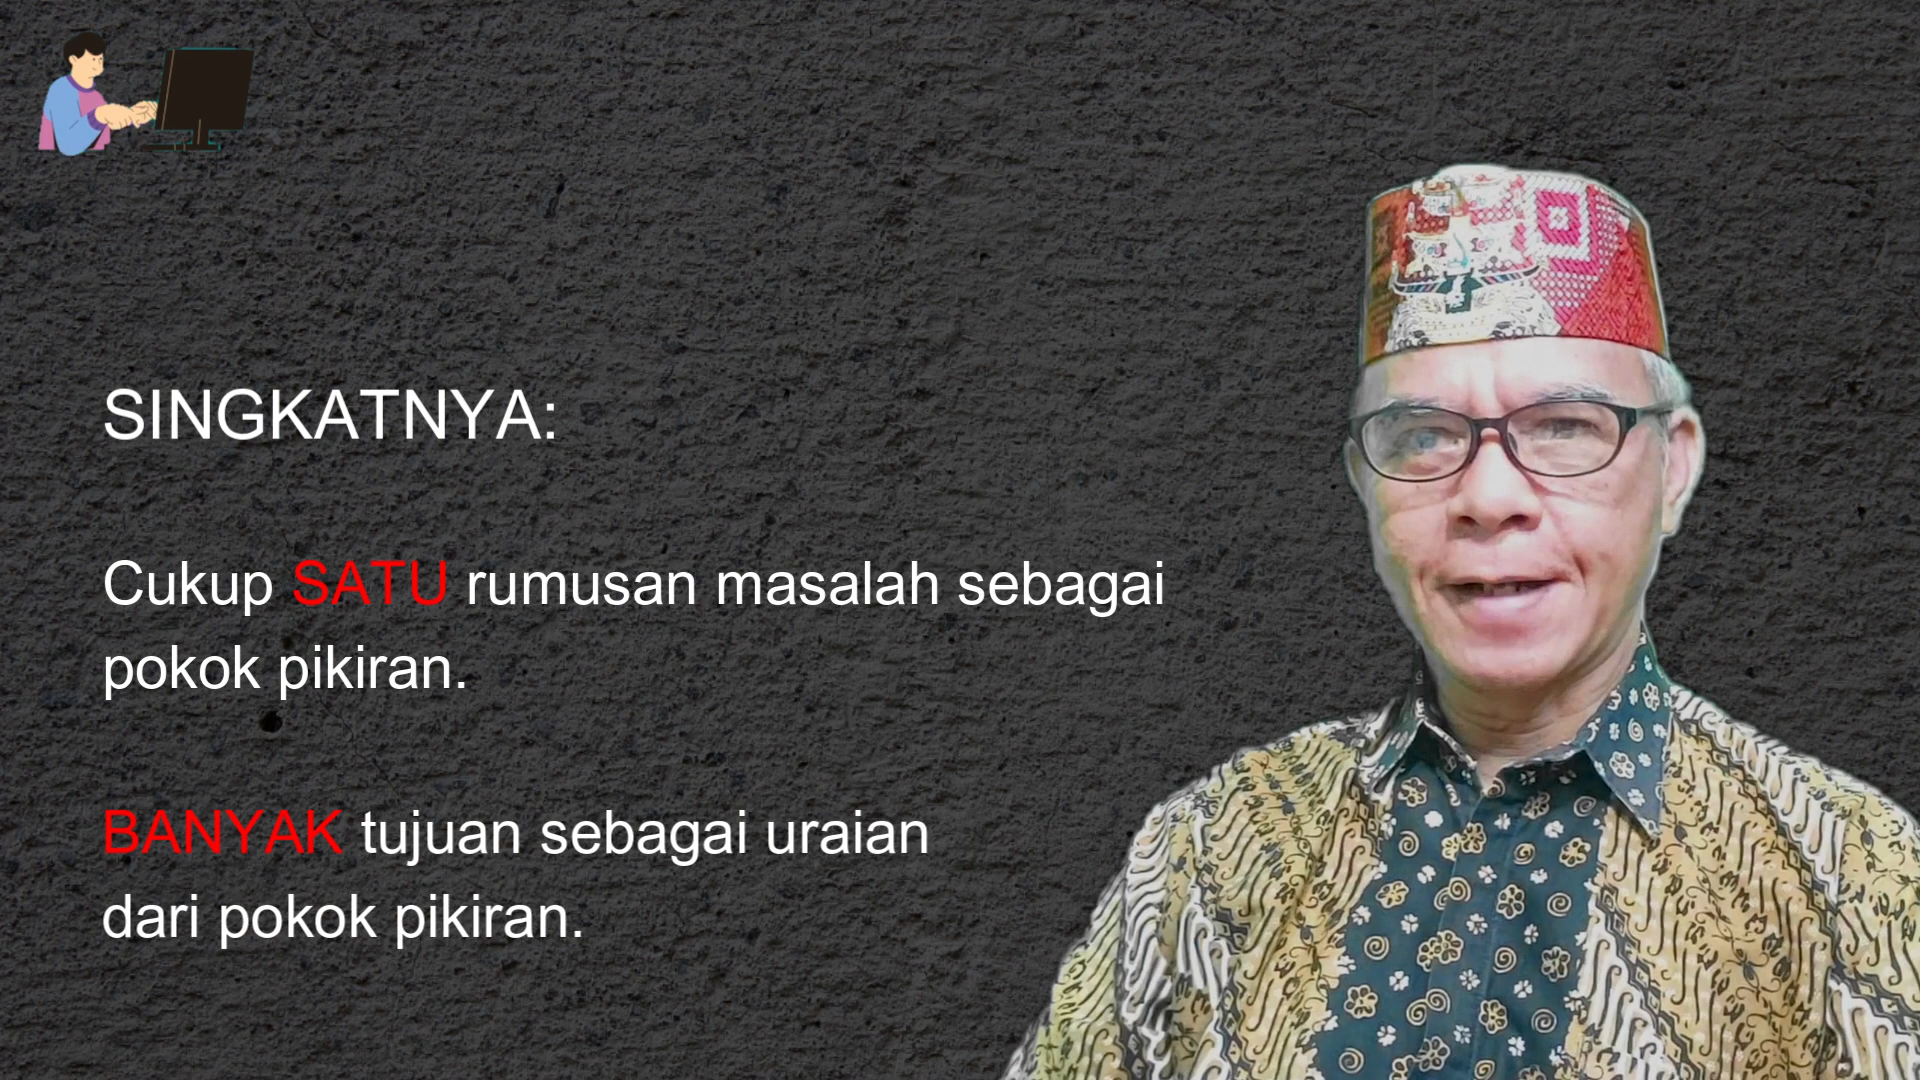 SINGKATNYA:
Cukup SATU rumusan masalah sebagai
pokok pikiran.
BANYAK tujuan sebagai uraian
dari pokok pikiran.